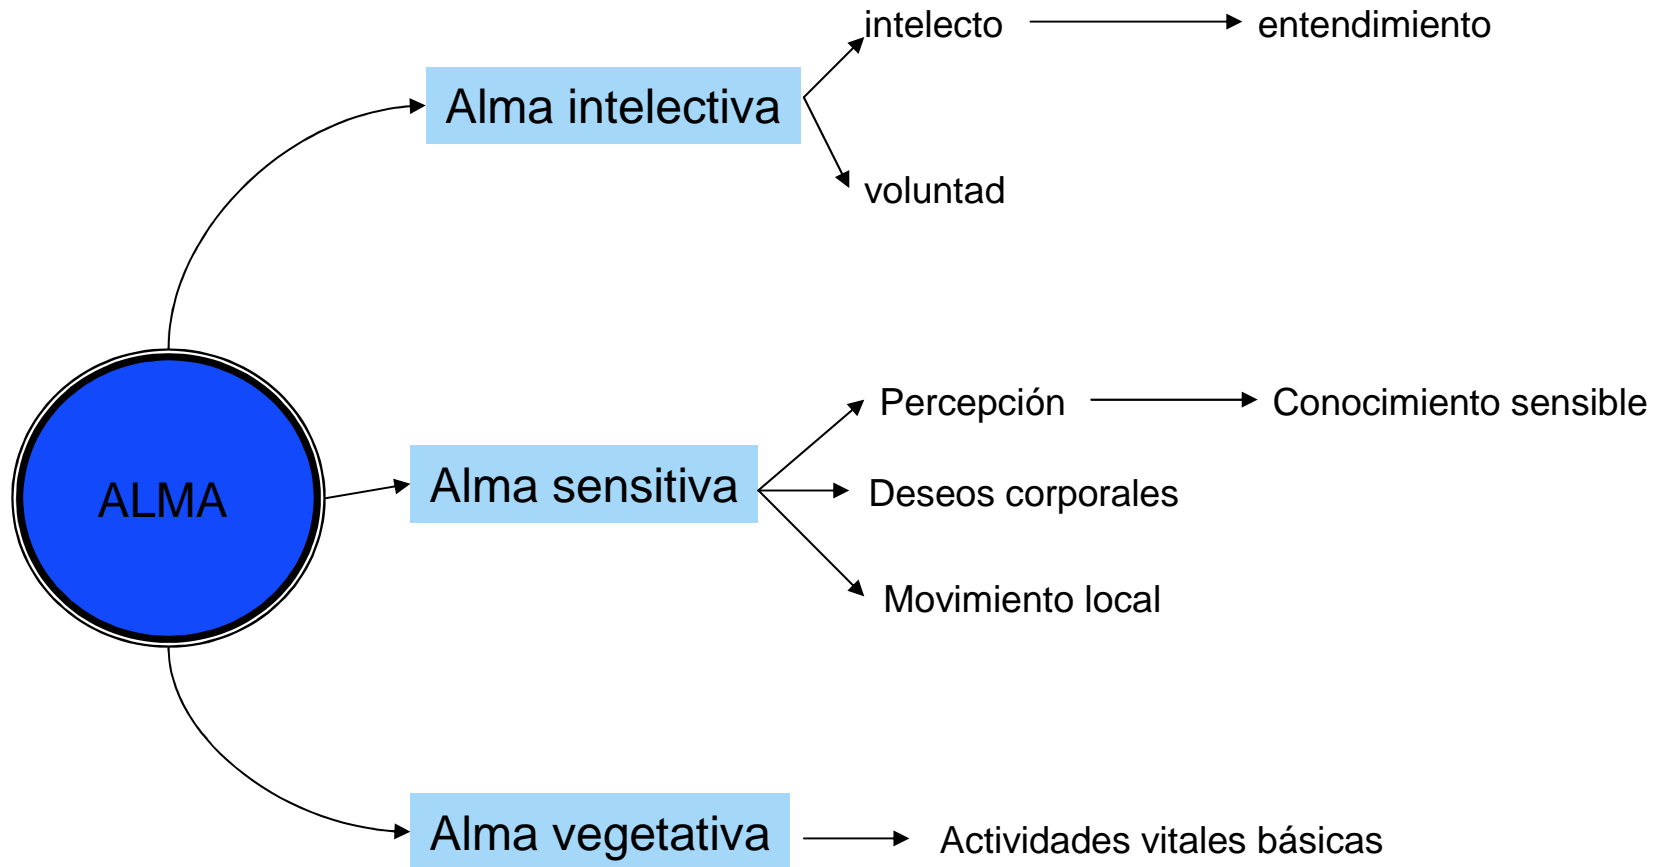 intelecto
entendimiento
Alma intelectiva
voluntad
Percepción
Conocimiento sensible
Alma sensitiva
Deseos corporales
ALMA
Movimiento local
Alma vegetativa
Actividades vitales básicas